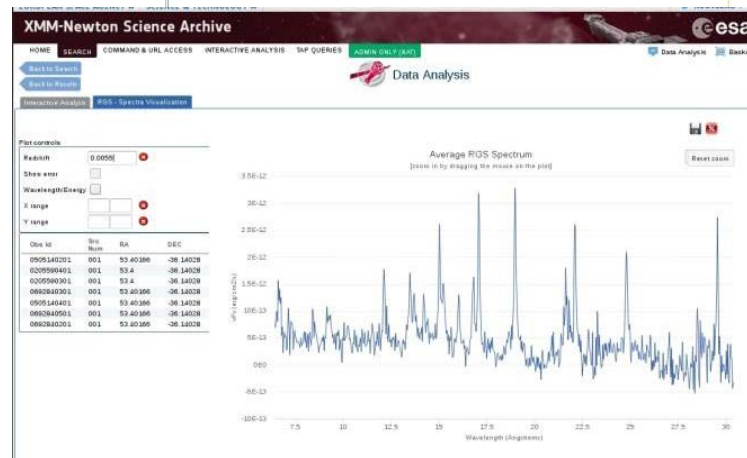 XMM-Newton Science Archive
esa
HOME SEARCH COMMAND & URL ACCESS INTERACTIVE ANALYSIS TAP QUERIES ADMIN ONLY (XAT)
Data Analysis
Back to Search
Data Analysis
Back to Results
Interactive Analysis RGS - Spectra Visualisation
Plot controls
Redshift 0.0055
Show error
Wavelength/Energy
X range
Y range
Obs Id Src Num RA DEC
0505140201 001 53.40166 -36.14028
0205590401 001 53.4 -36.14028
0205590301 001 53.4 -36.14028
0692840301 001 53.40166 -36.14028
0505140401 001 53.40166 -36.14028
0692840501 001 53.40166 -36.14028
0692840201 001 53.40166 -36.14028
Average RGS Spectrum
[zoom in by dragging the mouse on the plot]
Reset zoom
3.5E-12
3E-12
2.5E-12
2E-12
1.5E-12
10E-13
5E-13
0E0
-5E-13
-10E-13
7.5 10 12.5 15 17.5 20 22.5 25 27.5 30
Wavelength (Angstroms)